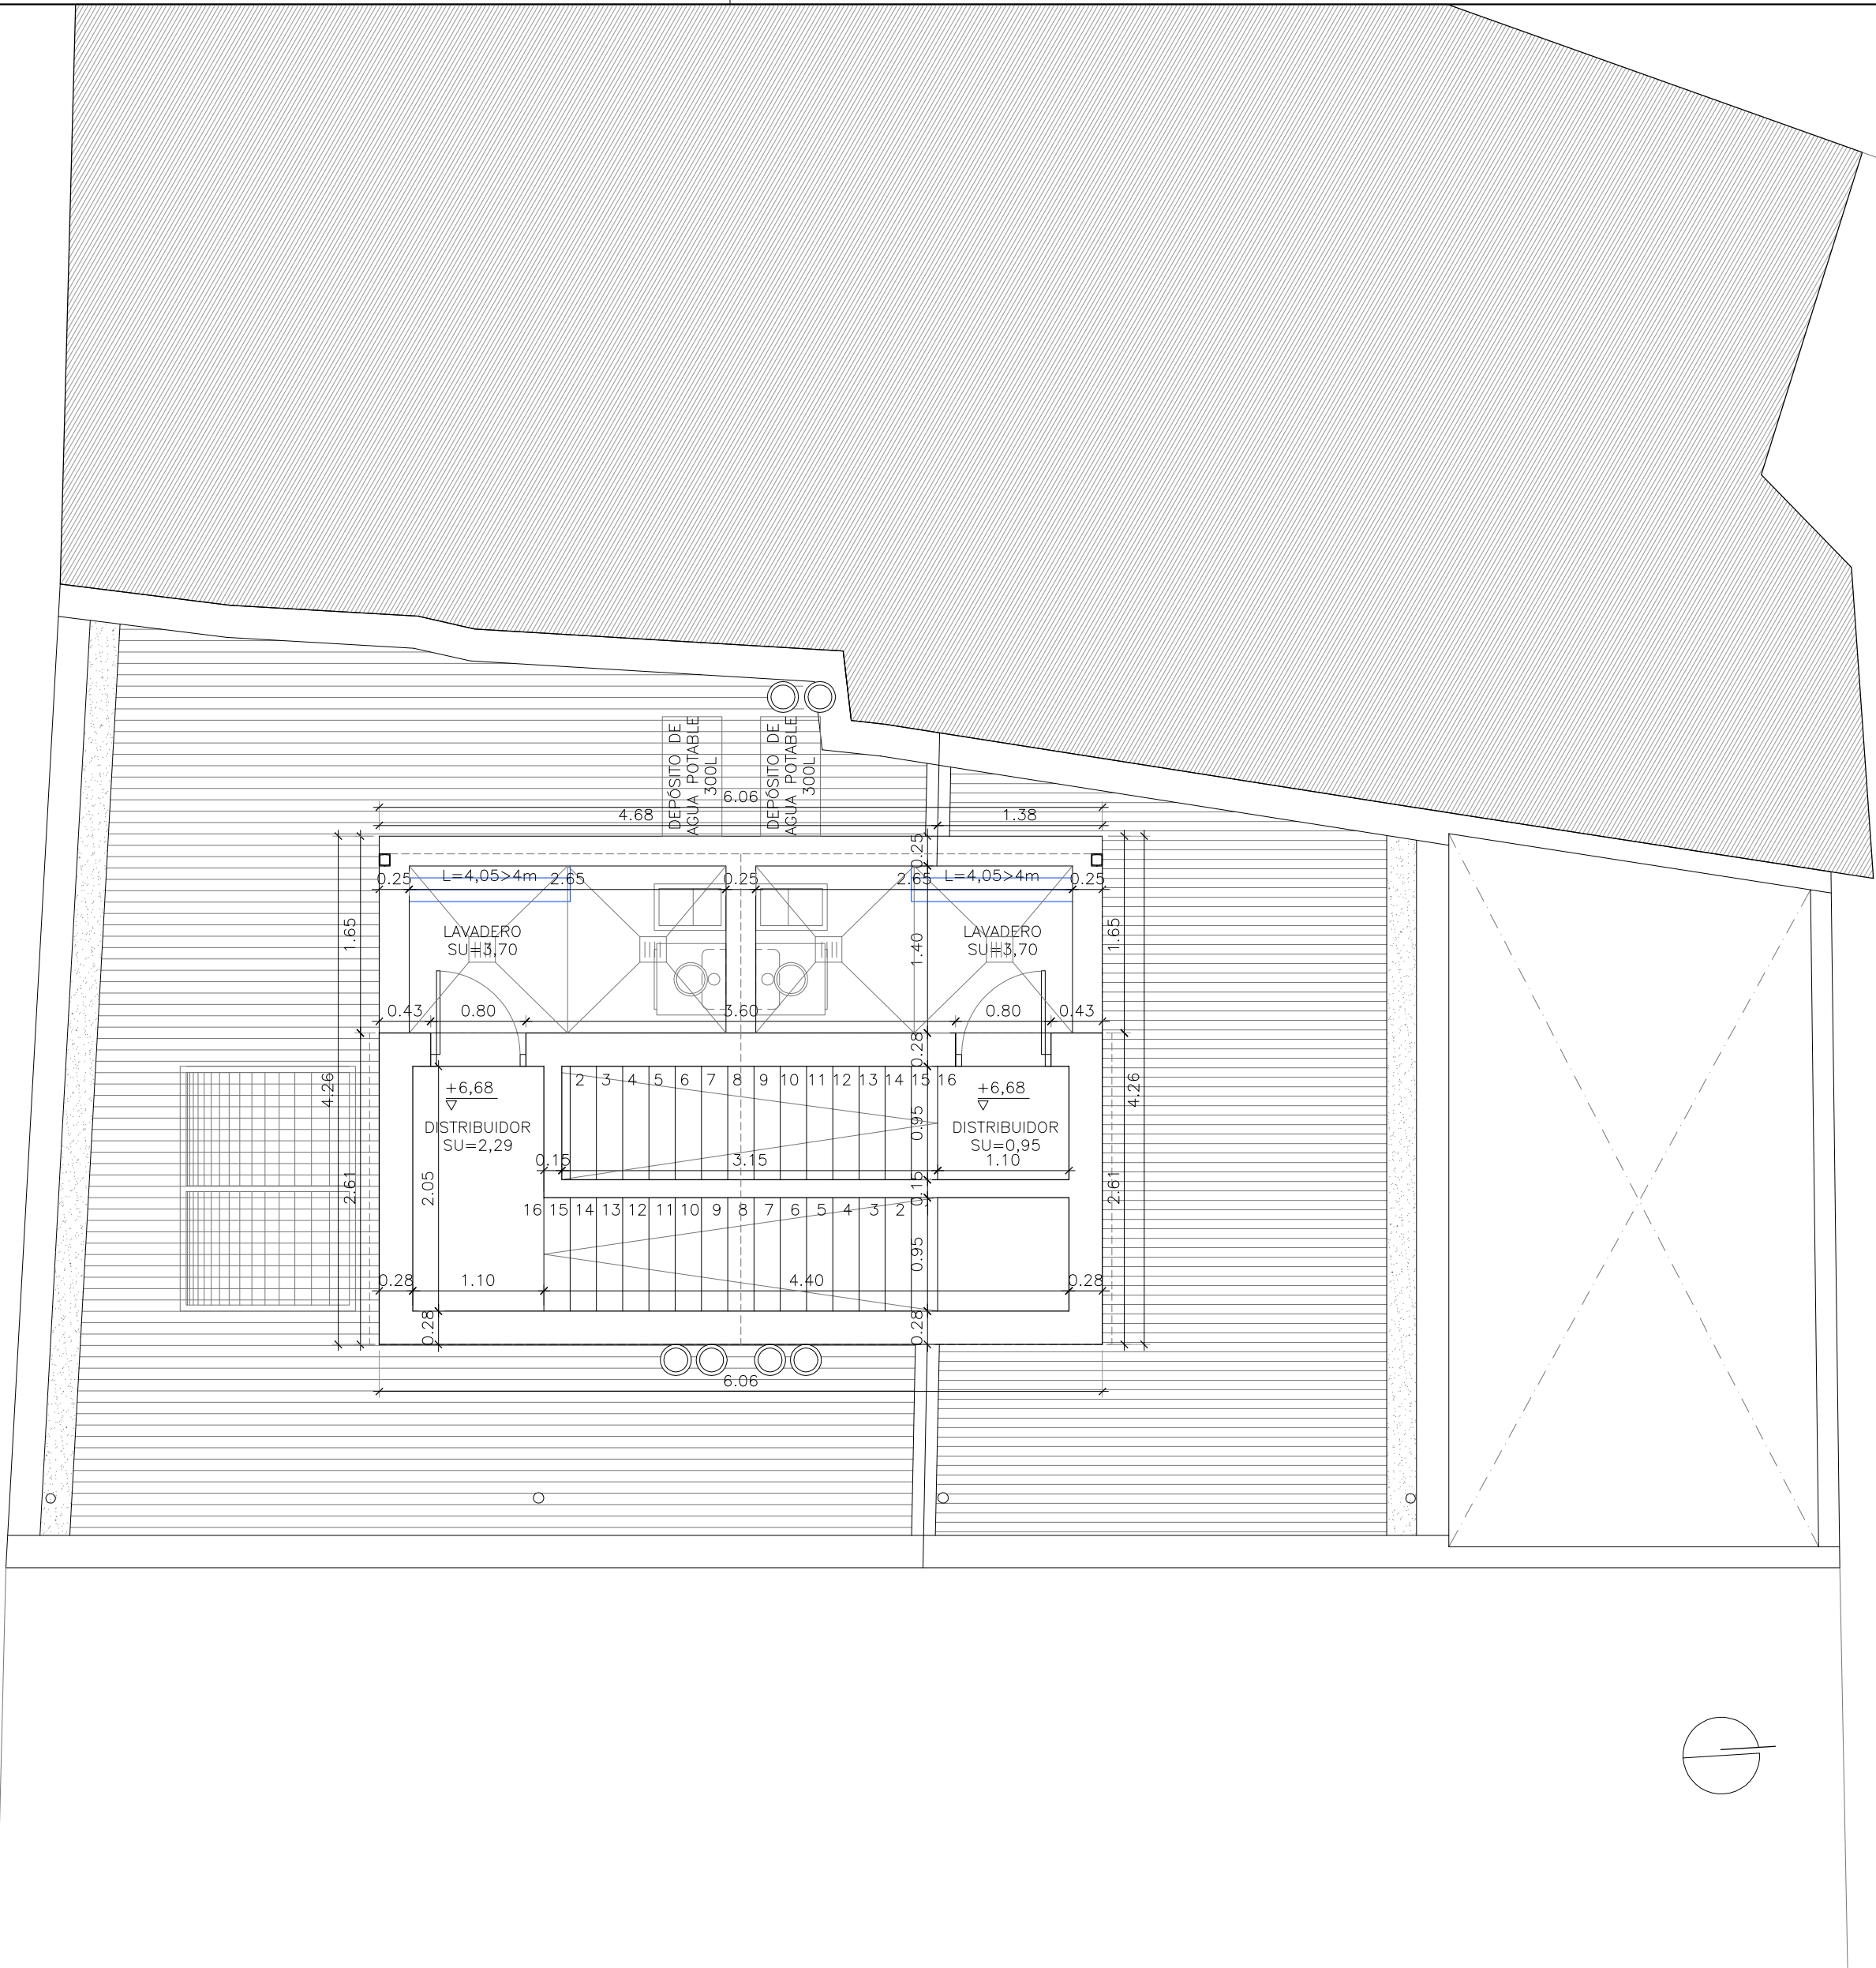 DEPÓSITO DE
AGUA POTABLE
300L
DEPÓSITO DE
AGUA POTABLE
300L
6.06
4.68
1.38
0.25
L=4,05>4m
2.65
0.25
0.25
2.65
L=4,05>4m
0.25
1.65
LAVADERO
SU=3,70
1.40
LAVADERO
SU=3,70
1.65
0.43
0.80
3.60
0.80
0.43
0.28
4.26
+6,68
2 3 4 5 6 7 8 9 10 11 12 13 14 15 16
+6,68
4.26
DISTRIBUIDOR
SU=2,29
0.95
DISTRIBUIDOR
SU=0,95
0.15
3.15
1.10
2.61
2.05
0.15
2.61
16 15 14 13 12 11 10 9 8 7 6 5 4 3 2
0.95
0.28
1.10
4.40
0.28
0.28
0.28
6.06